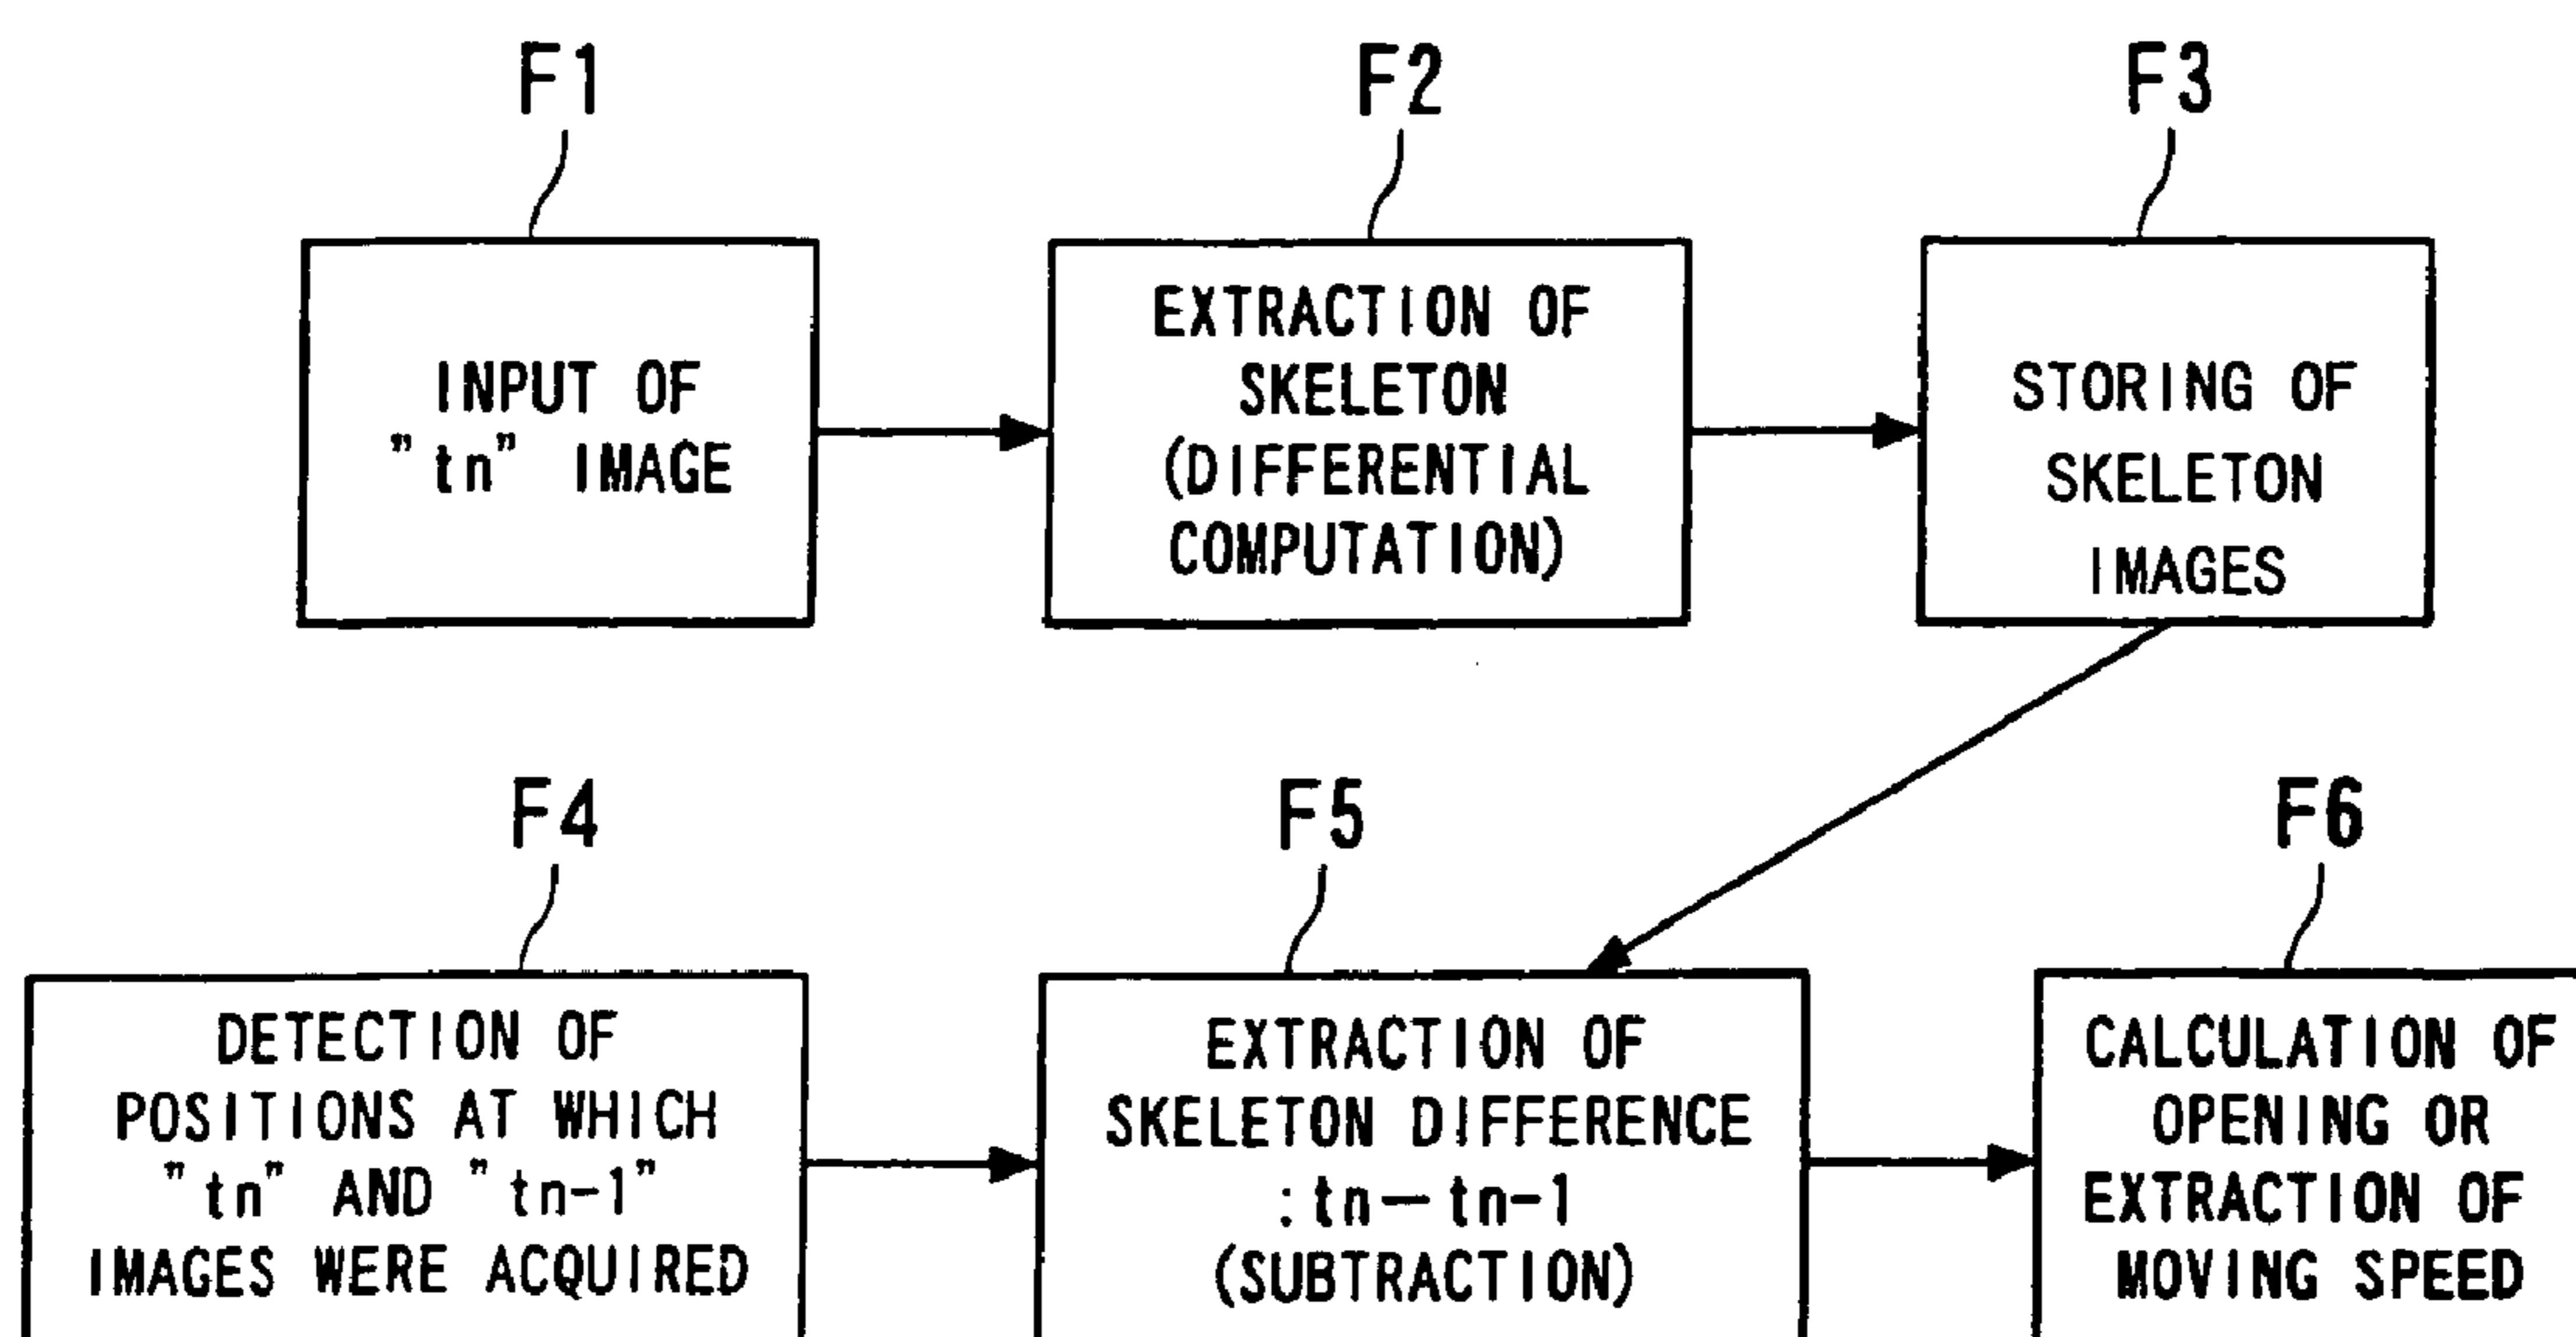 F1
F2
F3
INPUT OF
"tn" IMAGE
EXTRACTION OF
SKELETON
(DIFFERENTIAL
COMPUTATION)
STORING OF
SKELETON
IMAGES
F4
F5
F6
DETECTION OF
POSITIONS AT WHICH
"tn" AND "tn-1"
IMAGES WERE ACQUIRED
EXTRACTION OF
SKELETON DIFFERENCE
:tn—tn-1
(SUBTRACTION)
CALCULATION OF
OPENING OR
EXTRACTION OF
MOVING SPEED